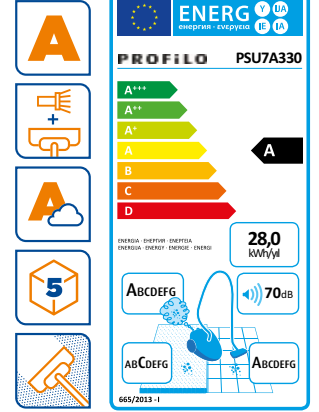 A
+
A
5
ENERG Y IJA
IE IA
енергия · ενεργεια
PROFiLO PSU7A330
A+++
A++
A+
A
B
C
D
A
ENERGIA · ЕНЕРГИЯ · ΕΝΕΡΓΕΙΑ
ENERGIJA · ENERGY · ENERGIE · ENERGI
28,0
kWh/yıl
ABCDEFG
70dB
ABCDEFG
ABCDEFG
665/2013 - I